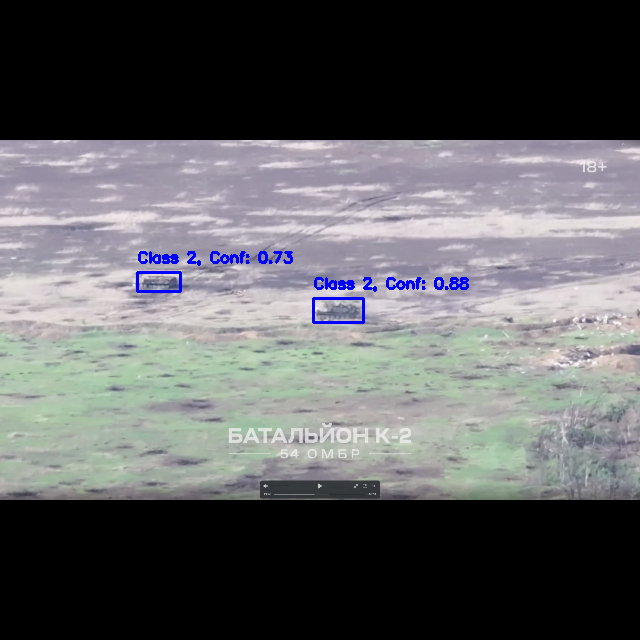 18+
Class 2, Conf: 0.73
Class 2, Conf: 0.88
БАТАЛЬЙОН К-2
54 ОМБР